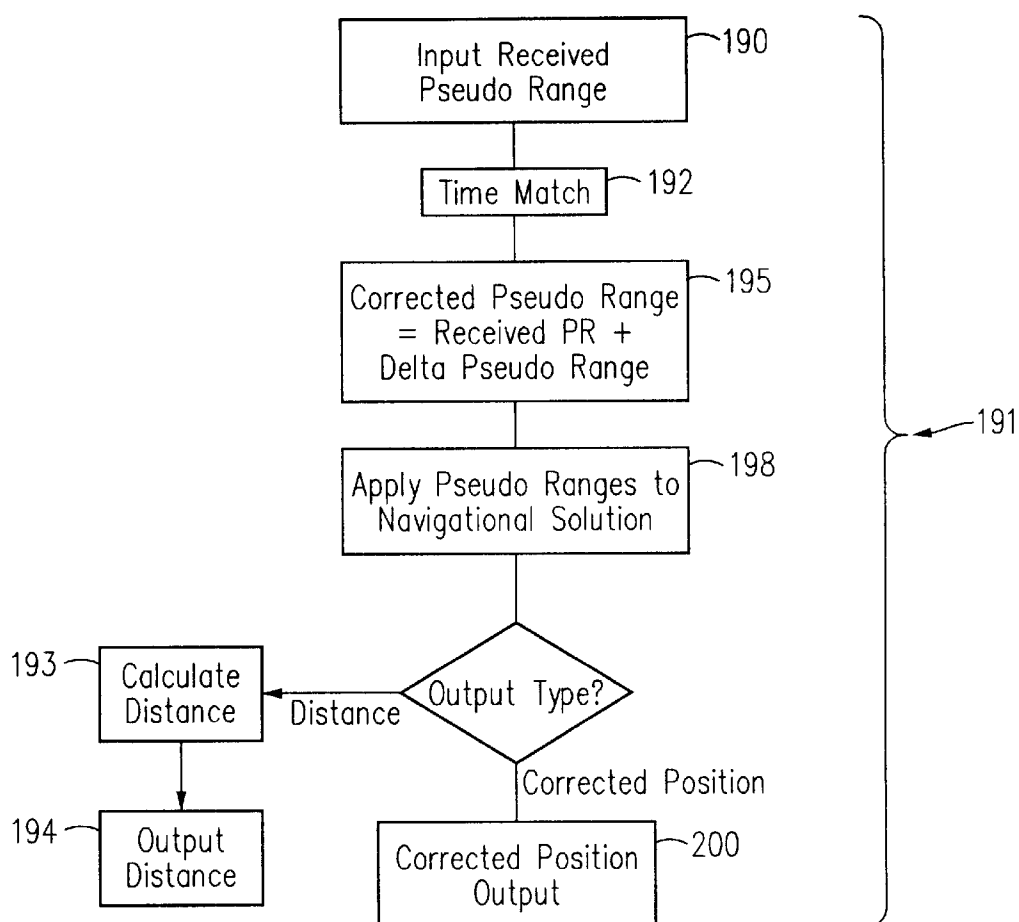 Input Received
Pseudo Range
190
Time Match
192
Corrected Pseudo Range
= Received PR +
Delta Pseudo Range
195
191
Apply Pseudo Ranges to
Navigational Solution
198
Output Type?
Distance
193
Calculate
Distance
Corrected Position
194
Output
Distance
Corrected Position
Output
200